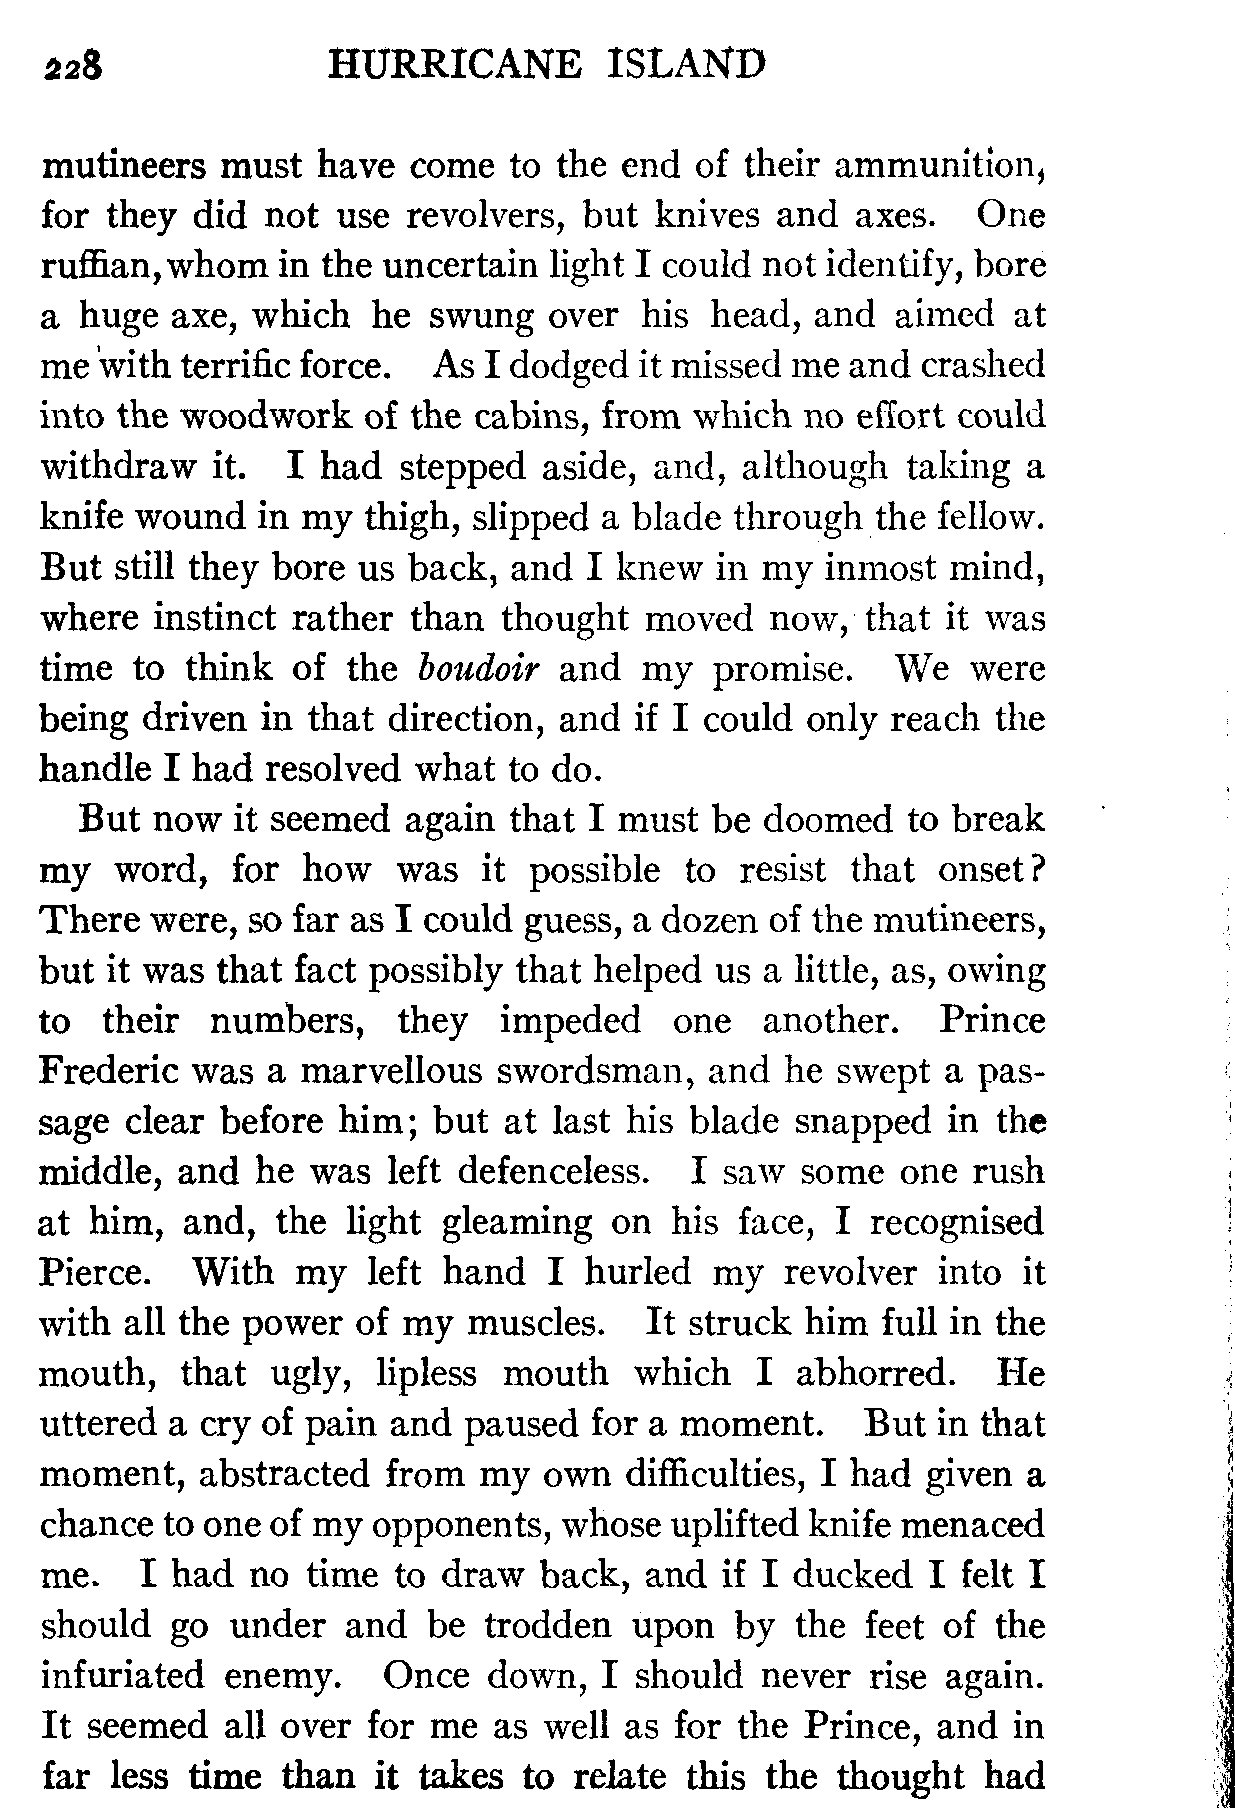 228 HURRICANE ISLAND
mutineers must have come to the end of their ammunition,
for they did not use revolvers, but knives and axes. One
ruffian, whom in the uncertain light I could not identify, bore
a huge axe, which he swung over his head, and aimed at
me with terrific force. As I dodged it missed me and crashed
into the woodwork of the cabins, from which no effort could
withdraw it. I had stepped aside, and, although taking a
knife wound in my thigh, slipped a blade through the fellow.
But still they bore us back, and I knew in my inmost mind,
where instinct rather than thought moved now, that it was
time to think of the boudoir and my promise. We were
being driven in that direction, and if I could only reach the
handle I had resolved what to do.
But now it seemed again that I must be doomed to break
my word, for how was it possible to resist that onset?
There were, so far as I could guess, a dozen of the mutineers,
but it was that fact possibly that helped us a little, as, owing
to their numbers, they impeded one another. Prince
Frederic was a marvellous swordsman, and he swept a pas-
sage clear before him; but at last his blade snapped in the
middle, and he was left defenceless. I saw some one rush
at him, and, the light gleaming on his face, I recognised
Pierce. With my left hand I hurled my revolver into it
with all the power of my muscles. It struck him full in the
mouth, that ugly, lipless mouth which I abhorred. He
uttered a cry of pain and paused for a moment. But in that
moment, abstracted from my own difficulties, I had given a
chance to one of my opponents, whose uplifted knife menaced
me. I had no time to draw back, and if I ducked I felt I
should go under and be trodden upon by the feet of the
infuriated enemy. Once down, I should never rise again.
It seemed all over for me as well as for the Prince, and in
far less time than it takes to relate this the thought had